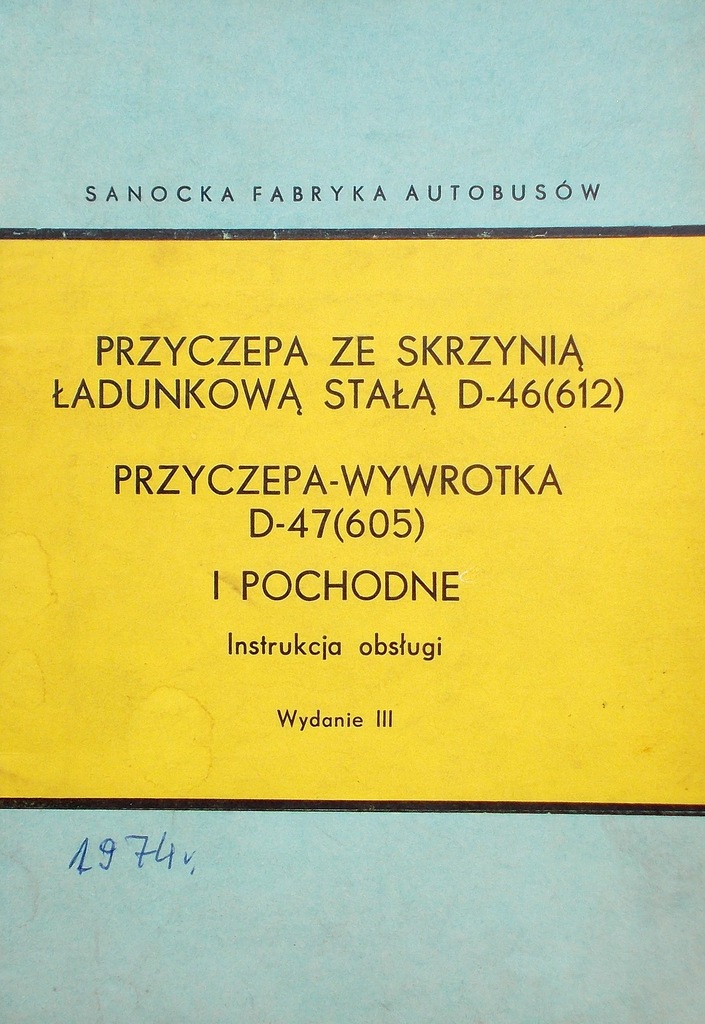 SANOCKA FABRYKA AUTOBUSÓW
PRZYCZEPA ZE SKRZYNIĄ
ŁADUNKOWĄ STAŁĄ D-46(612)
PRZYCZEPA-WYWROTKA
D-47(605)
I POCHODNE
Instrukcja obsługi
Wydanie III
1974r.